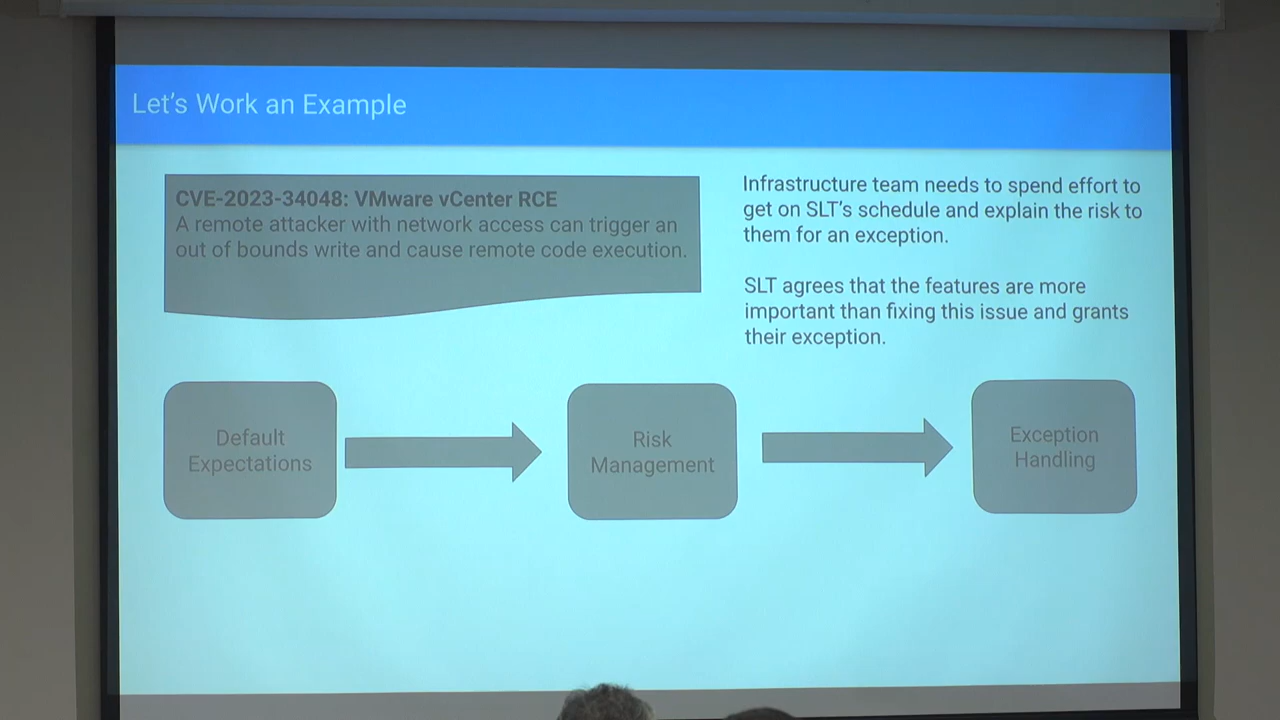 Let's Work an Example
CVE-2023-34048: VMware vCenter RCE
A remote attacker with network access can trigger an
out of bounds write and cause remote code execution.
Infrastructure team needs to spend effort to
get on SLT's schedule and explain the risk to
them for an exception.
SLT agrees that the features are more
important than fixing this issue and grants
their exception.
Default
Expectations
Risk
Management
Exception
Handling